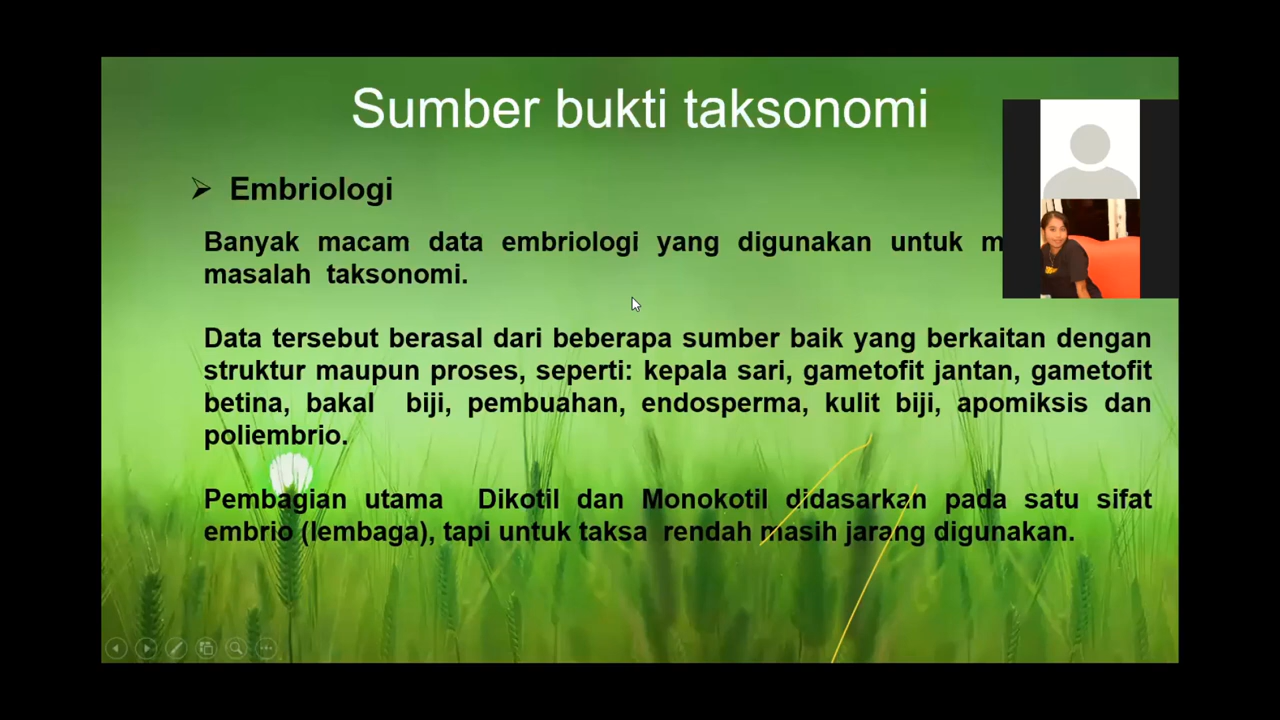 Sumber bukti taksonomi
➢ Embriologi
Banyak macam data embriologi yang digunakan untuk
masalah taksonomi.
Data tersebut berasal dari beberapa sumber baik yang berkaitan dengan
struktur maupun proses, seperti: kepala sari, gametofit jantan, gametofit
betina, bakal biji, pembuahan, endosperma, kulit biji, apomiksis dan
poliembrio.
Pembagian utama Dikotil dan Monokotil didasarkan pada satu sifat
embrio (lembaga), tapi untuk taksa rendah masih jarang digunakan.